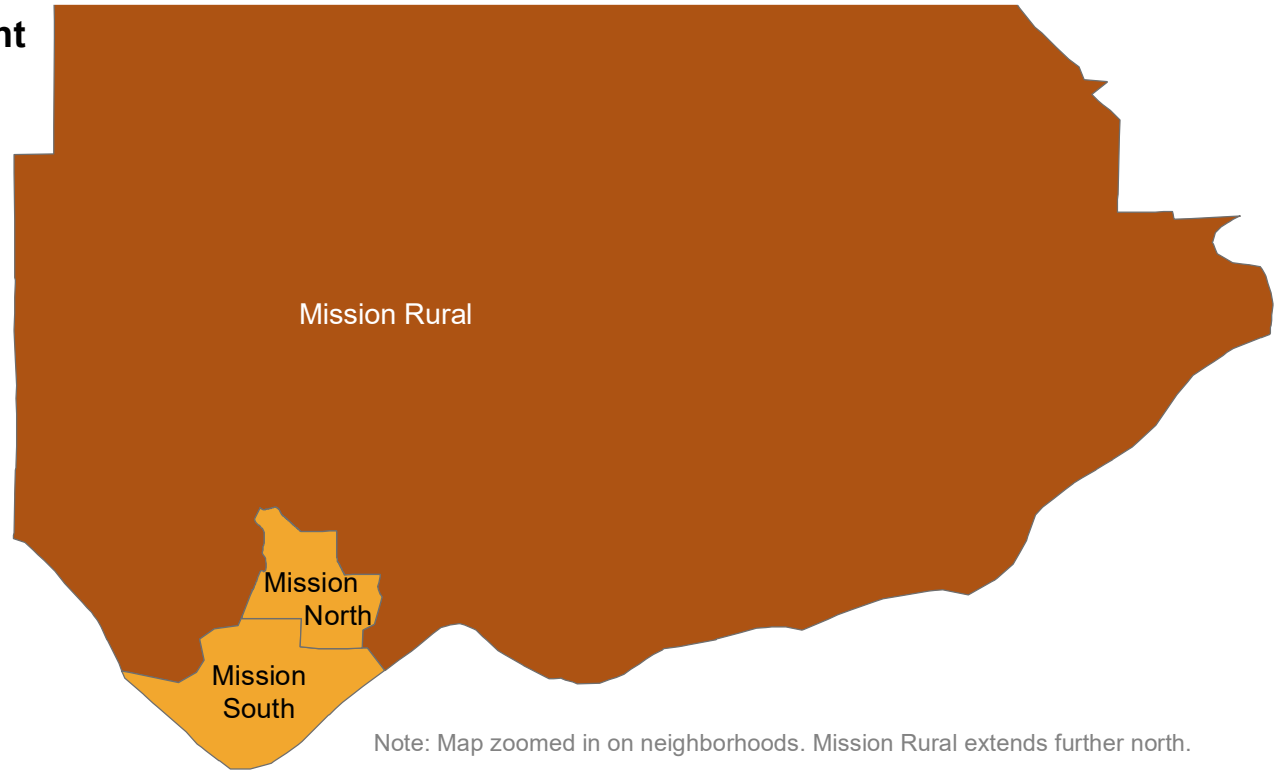 nt
Mission Rural
Mission
North
Mission
South
Note: Map zoomed in on neighborhoods. Mission Rural extends further north.